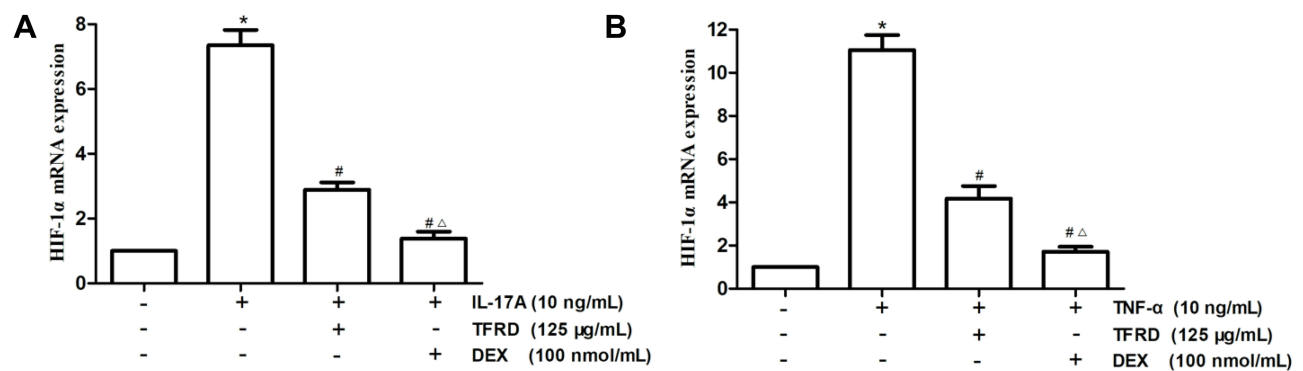 A
HIF-1α mRNA expression
8
6
4
2
0
*
#
# △
- + + + IL-17A (10 ng/mL)
- - + - TFRD (125 μg/mL)
- - - + DEX (100 nmol/mL)
B
HIF-1α mRNA expression
12
10
8
6
4
2
0
*
#
# △
- + + + TNF-α (10 ng/mL)
- - + - TFRD (125 μg/mL)
- - - + DEX (100 nmol/mL)